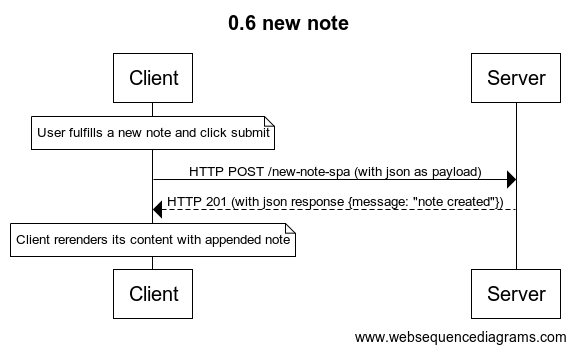 0.6 new note
Client
Server
User fulfills a new note and click submit
HTTP POST /new-note-spa (with json as payload)
HTTP 201 (with json response {message: "note created"})
Client rerenders its content with appended note
Client
Server
www.websequencediagrams.com